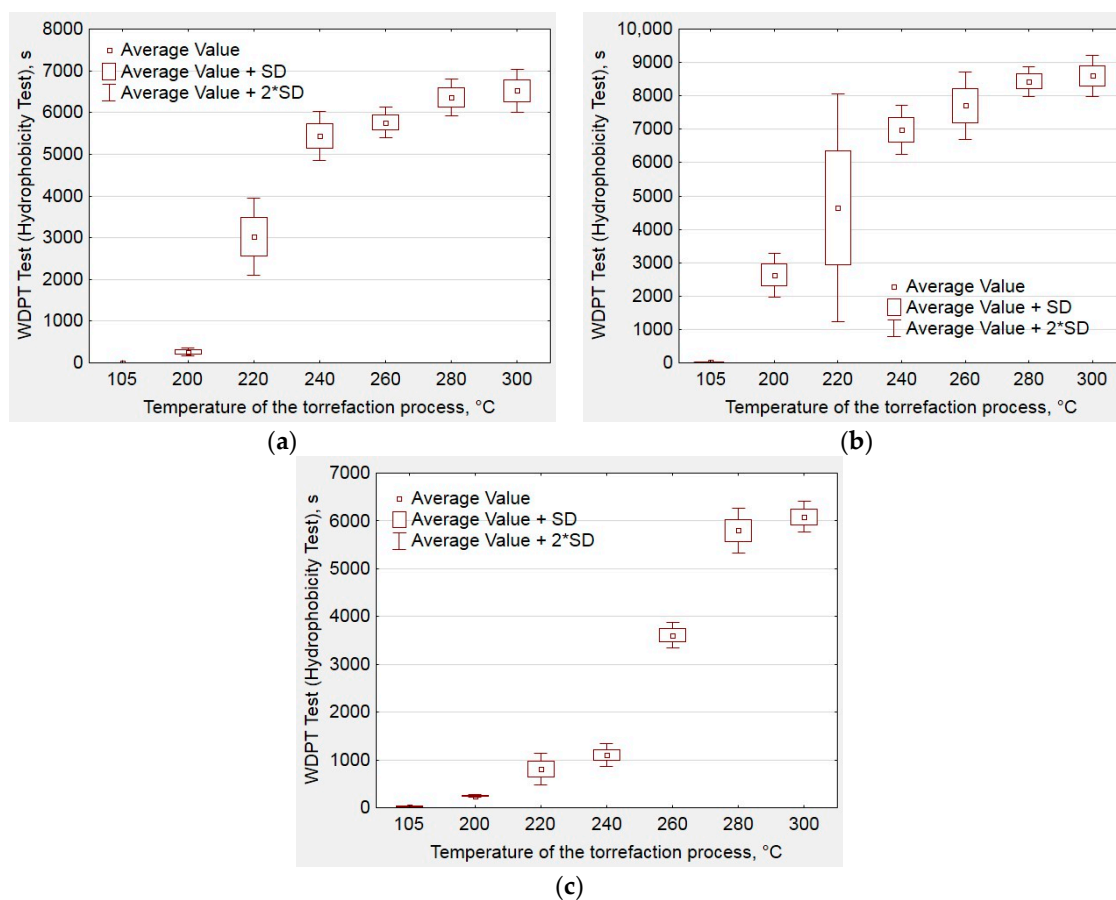 8000
7000
6000
5000
4000
3000
2000
1000
0
WDPT Test (Hydrophobicity Test), s
Average Value
Average Value + SD
Average Value + 2*SD
105 200 220 240 260 280 300
Temperature of the torrefaction process, °C
(a)
10,000
9000
8000
7000
6000
5000
4000
3000
2000
1000
0
WDPT Test (Hydrophobicity Test), s
Average Value
Average Value + SD
Average Value + 2*SD
105 200 220 240 260 280 300
Temperature of the torrefaction process, °C
(b)
7000
6000
5000
4000
3000
2000
1000
0
WDPT Test (Hydrophobicity Test), s
Average Value
Average Value + SD
Average Value + 2*SD
105 200 220 240 260 280 300
Temperature of the torrefaction process, °C
(c)